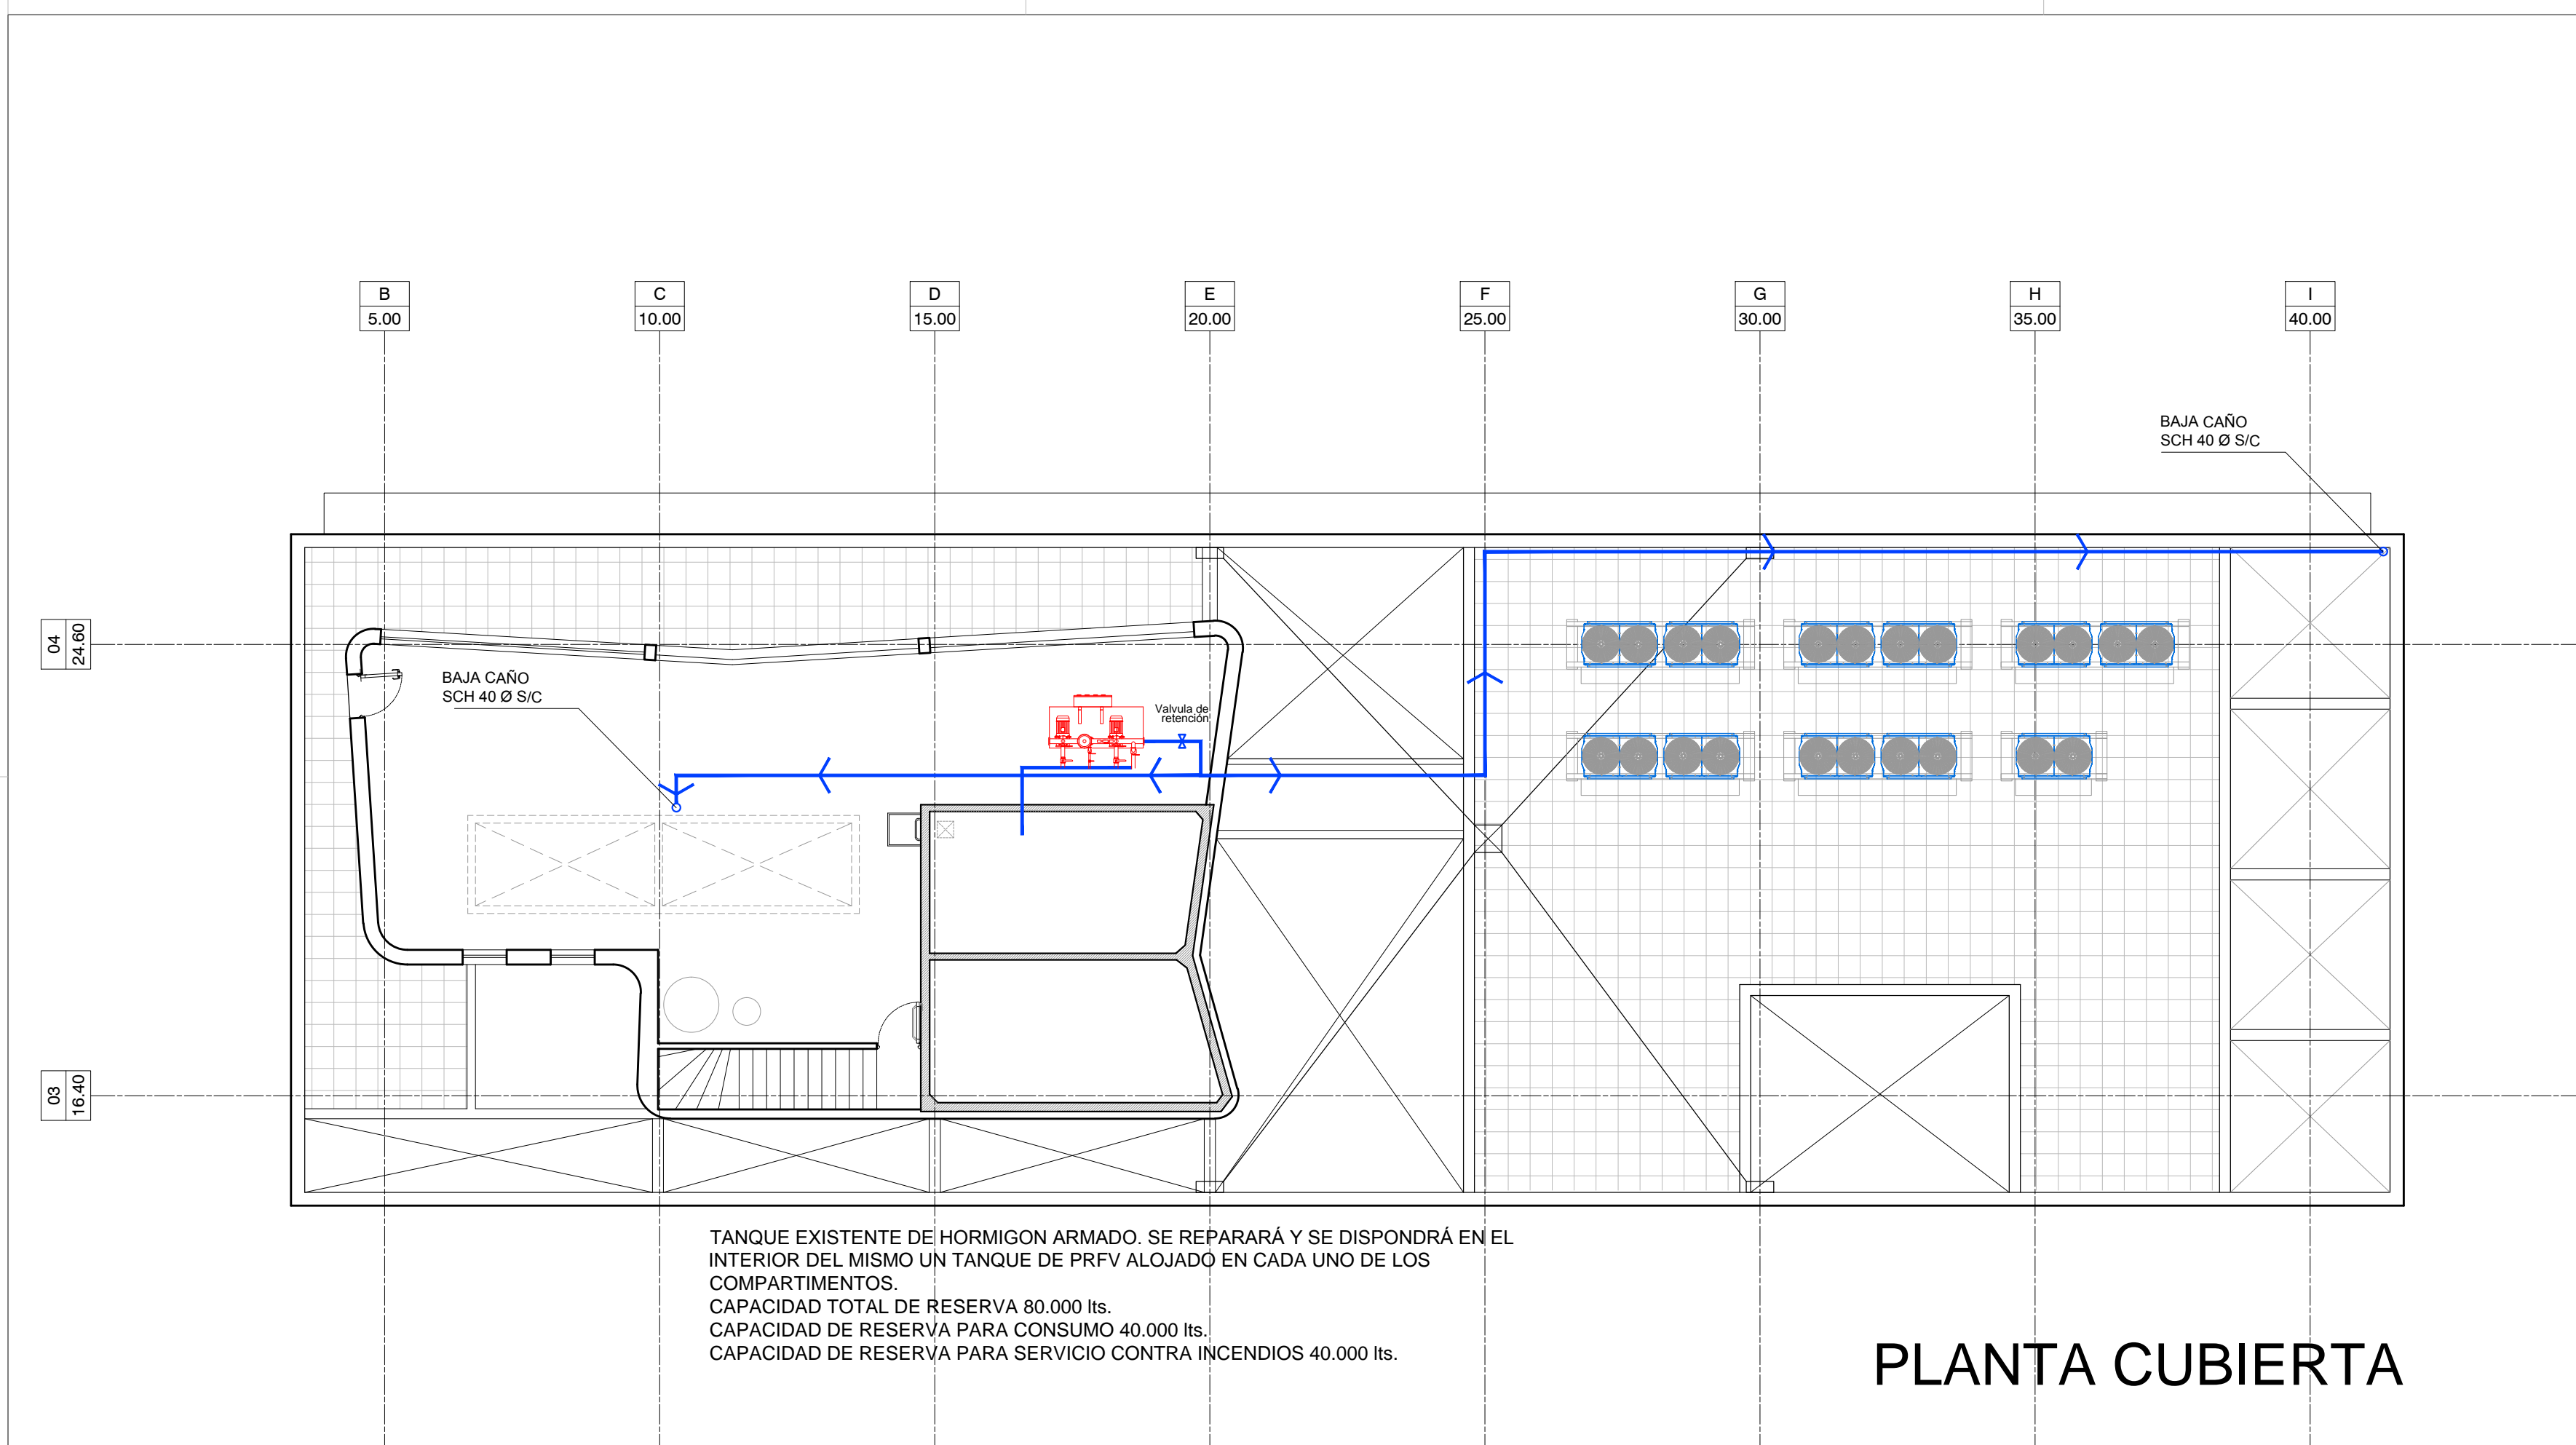 B
C
D
E
F
G
H
I
5.00
10.00
15.00
20.00
25.00
30.00
35.00
40.00
BAJA CAÑO
SCH 40 Ø S/C
04
24.60
BAJA CAÑO
SCH 40 Ø S/C
Valvula de
retención
03
16.40
TANQUE EXISTENTE DE HORMIGON ARMADO. SE REPARARÁ Y SE DISPONDRÁ EN EL
INTERIOR DEL MISMO UN TANQUE DE PRFV ALOJADO EN CADA UNO DE LOS
COMPARTIMENTOS.
CAPACIDAD TOTAL DE RESERVA 80.000 lts.
CAPACIDAD DE RESERVA PARA CONSUMO 40.000 lts.
CAPACIDAD DE RESERVA PARA SERVICIO CONTRA INCENDIOS 40.000 lts.
PLANTA CUBIERTA